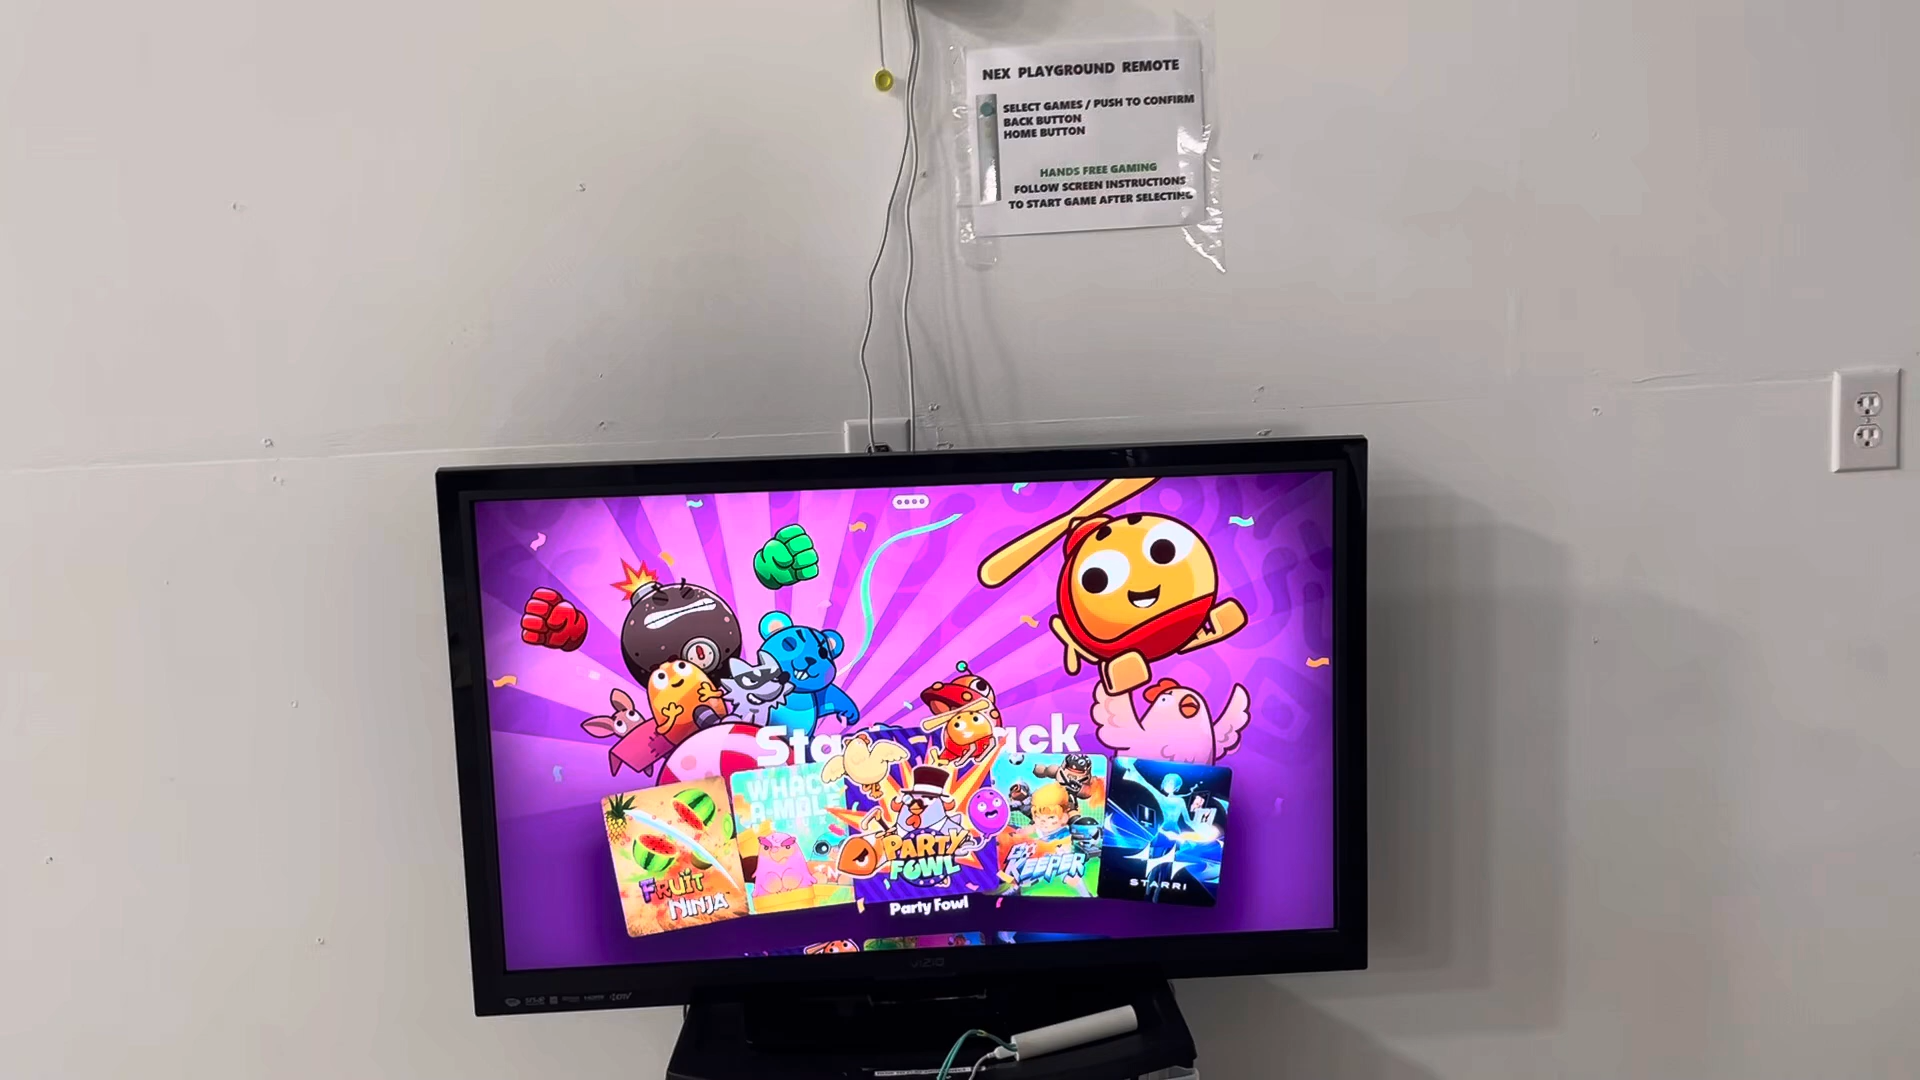 NEX PLAYGROUND REMOTE
SELECT GAMES / PUSH TO CONFIRM
BACK BUTTON
HOME BUTTON
HANDS FREE GAMING
FOLLOW SCREEN INSTRUCTIONS
TO START GAME AFTER SELECTING
WHACK
A-MOLE
PARTY
FOWL
KEEPER
FRUIT
NINJA
STARRI
Party Fowl
VIZIO